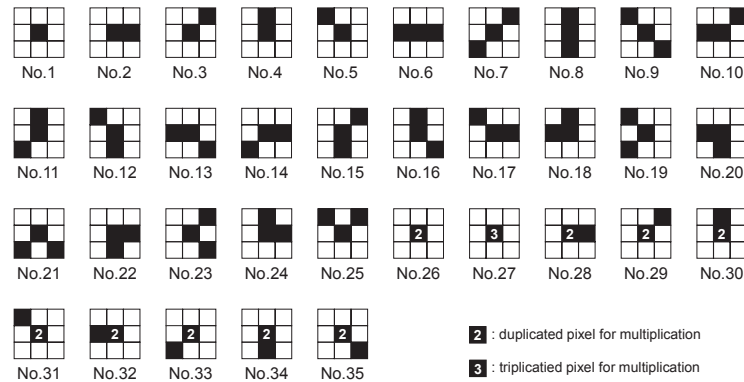 No.1 No.2 No.3 No.4 No.5 No.6 No.7 No.8 No.9 No.10
No.11 No.12 No.13 No.14 No.15 No.16 No.17 No.18 No.19 No.20
2 3 2 2 2
No.21 No.22 No.23 No.24 No.25 No.26 No.27 No.28 No.29 No.30
2 2 2 2 2 2 : duplicated pixel for multiplication
3 : triplicatied pixel for multiplication
No.31 No.32 No.33 No.34 No.35